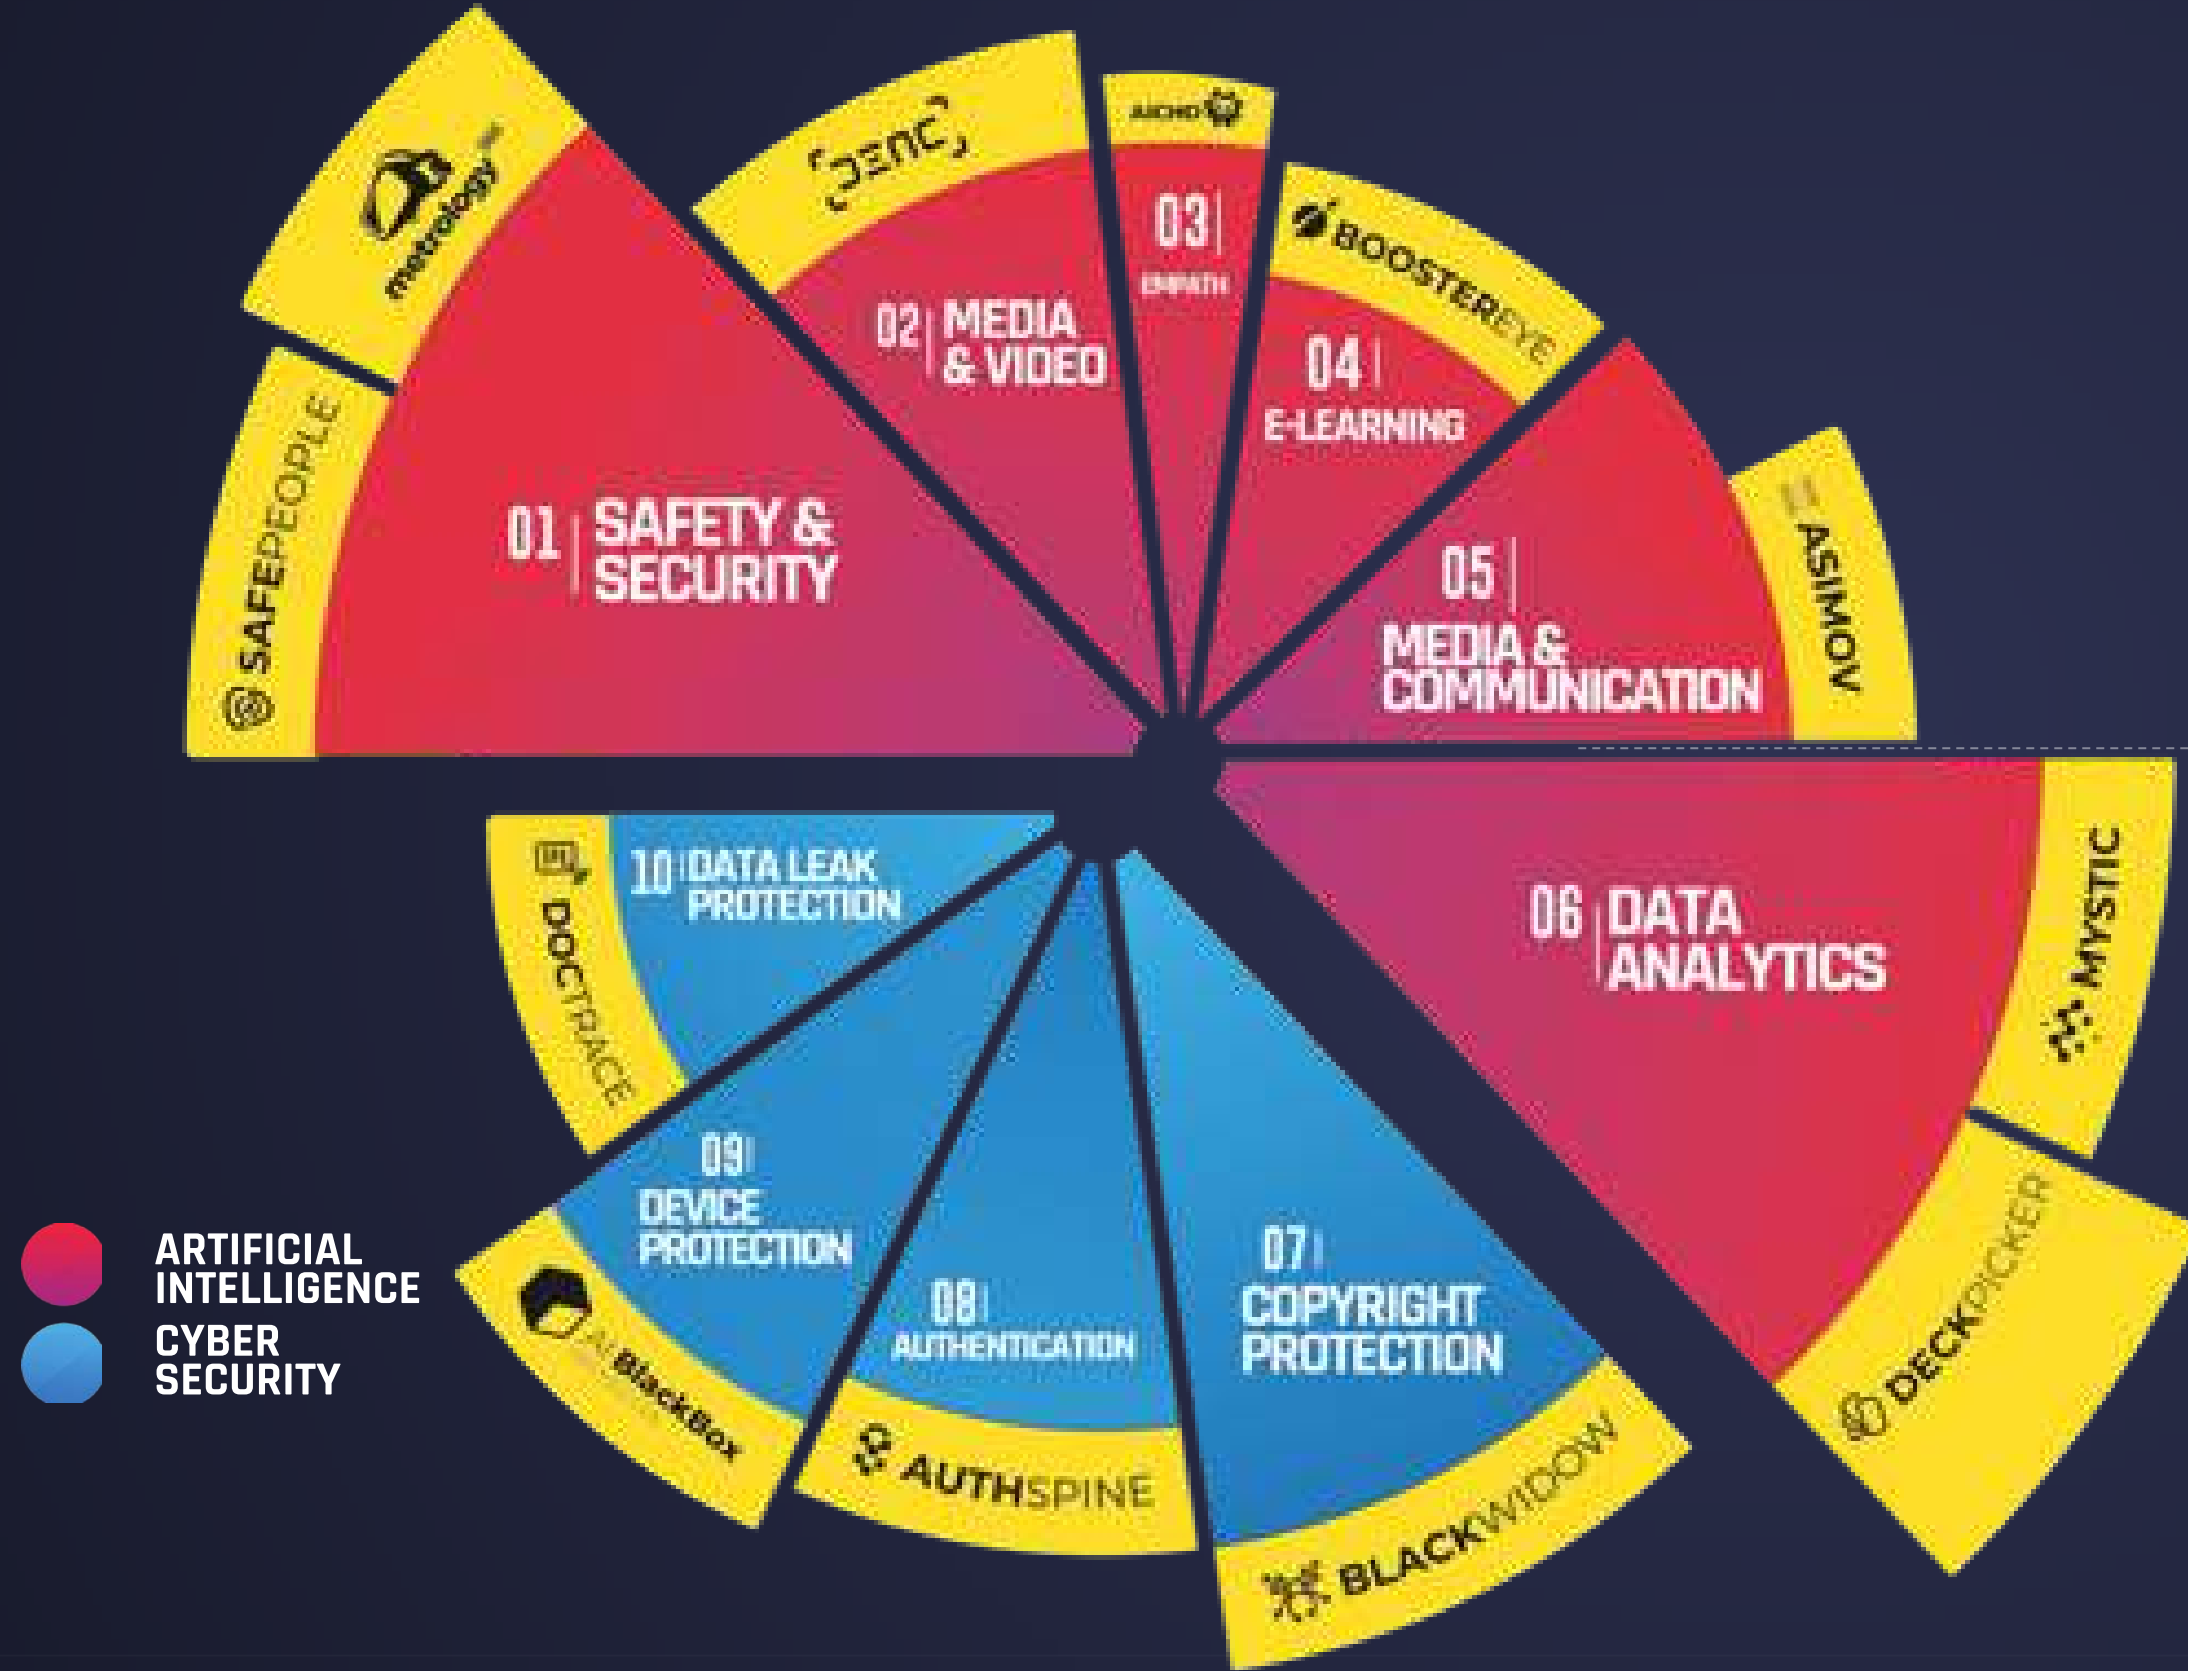 metrology
SAFEPEOPLE
01
SAFETY &
SECURITY
02
MEDIA
& VIDEO
AICHO
03
EMPATH
BOOSTEREYE
04
E-LEARNING
05
MEDIA &
COMMUNICATION
ASIMOV
06
DATA
ANALYTICS
MYSTIC
DECKPICKER
07
COPYRIGHT
PROTECTION
BLACKWIDOW
08
AUTHENTICATION
AUTHSPINE
09
DEVICE
PROTECTION
BlackBox
10
DATA LEAK
PROTECTION
DOCTRACE
ARTIFICIAL
INTELLIGENCE
CYBER
SECURITY